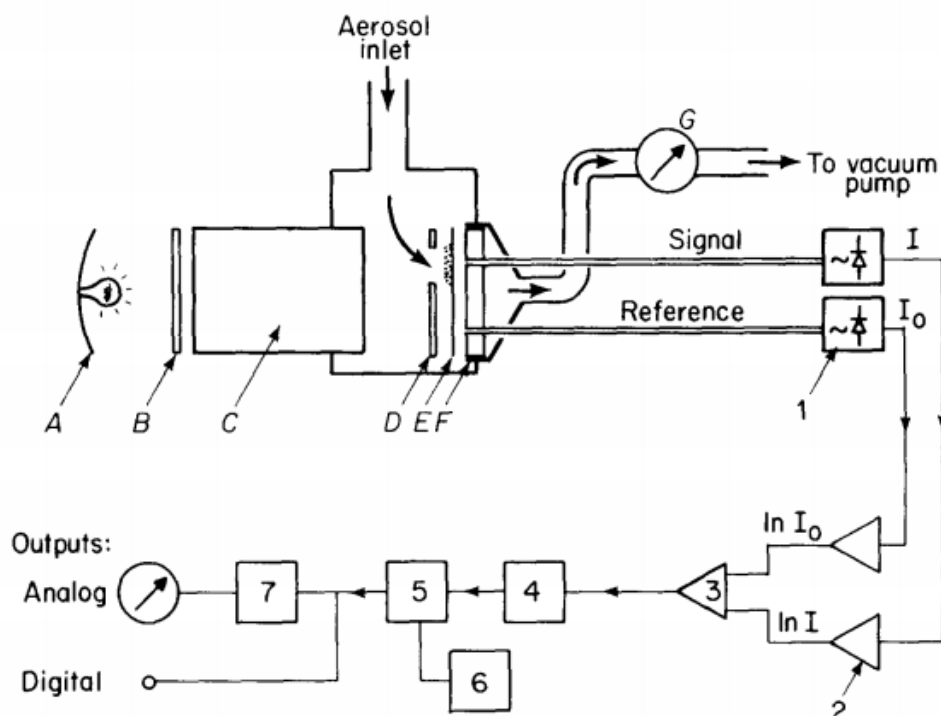 Aerosol
inlet
G
To vacuum
pump
Signal
I
Reference
I₀
A
B
C
D E F
1
ln I₀
Outputs:
Analog
7
5
4
3
ln I
Digital
6
2